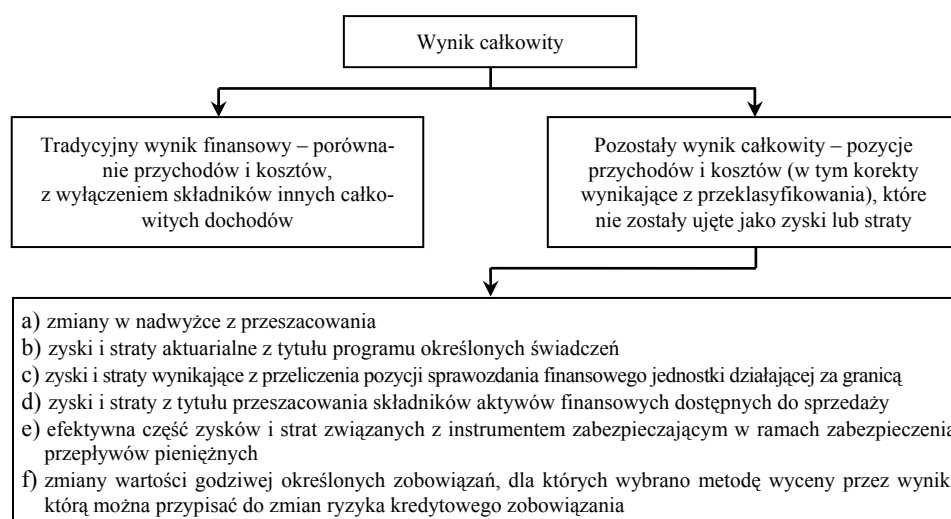 Wynik całkowity
Tradycyjny wynik finansowy – porówna-
nie przychodów i kosztów,
z wyłączeniem składników innych całko-
witych dochodów
Pozostały wynik całkowity – pozycje
przychodów i kosztów (w tym korekty
wynikające z przeklasyfikowania), które
nie zostały ujęte jako zyski lub straty
a) zmiany w nadwyżce z przeszacowania
b) zyski i straty aktuarialne z tytułu programu określonych świadczeń
c) zyski i straty wynikające z przeliczenia pozycji sprawozdania finansowego jednostki działającej za granicą
d) zyski i straty z tytułu przeszacowania składników aktywów finansowych dostępnych do sprzedaży
e) efektywna część zysków i strat związanych z instrumentem zabezpieczającym w ramach zabezpieczenia
przepływów pieniężnych
f) zmiany wartości godziwej określonych zobowiązań, dla których wybrano metodę wyceny przez wynik
którą można przypisać do zmian ryzyka kredytowego zobowiązania